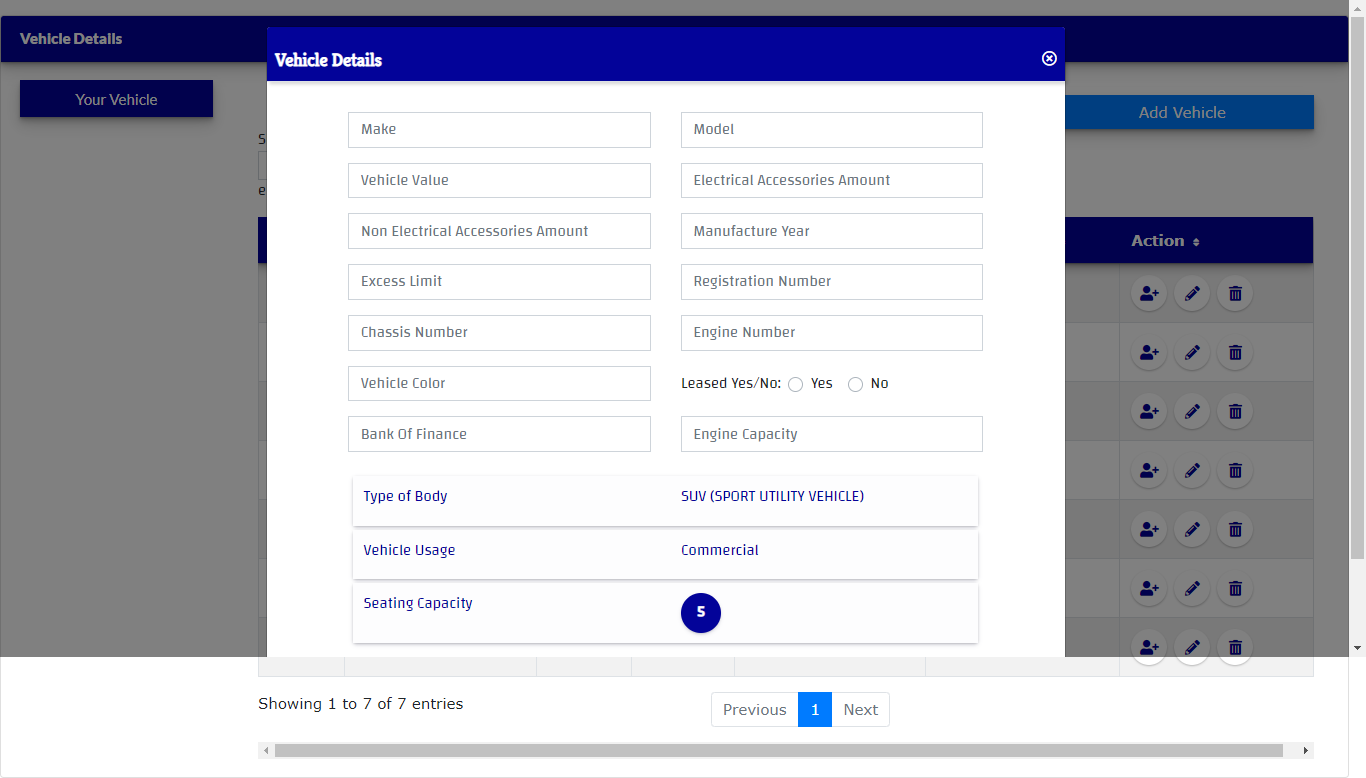 Vehicle Details
Vehicle Details
Your Vehicle
Add Vehicle
S
e
Make
Model
Vehicle Value
Electrical Accessories Amount
Non Electrical Accessories Amount
Manufacture Year
Action
Excess Limit
Registration Number
Chassis Number
Engine Number
Vehicle Color
Leased Yes/No: Yes No
Bank Of Finance
Engine Capacity
Type of Body
SUV (SPORT UTILITY VEHICLE)
Vehicle Usage
Commercial
Seating Capacity
5
Showing 1 to 7 of 7 entries
Previous 1 Next